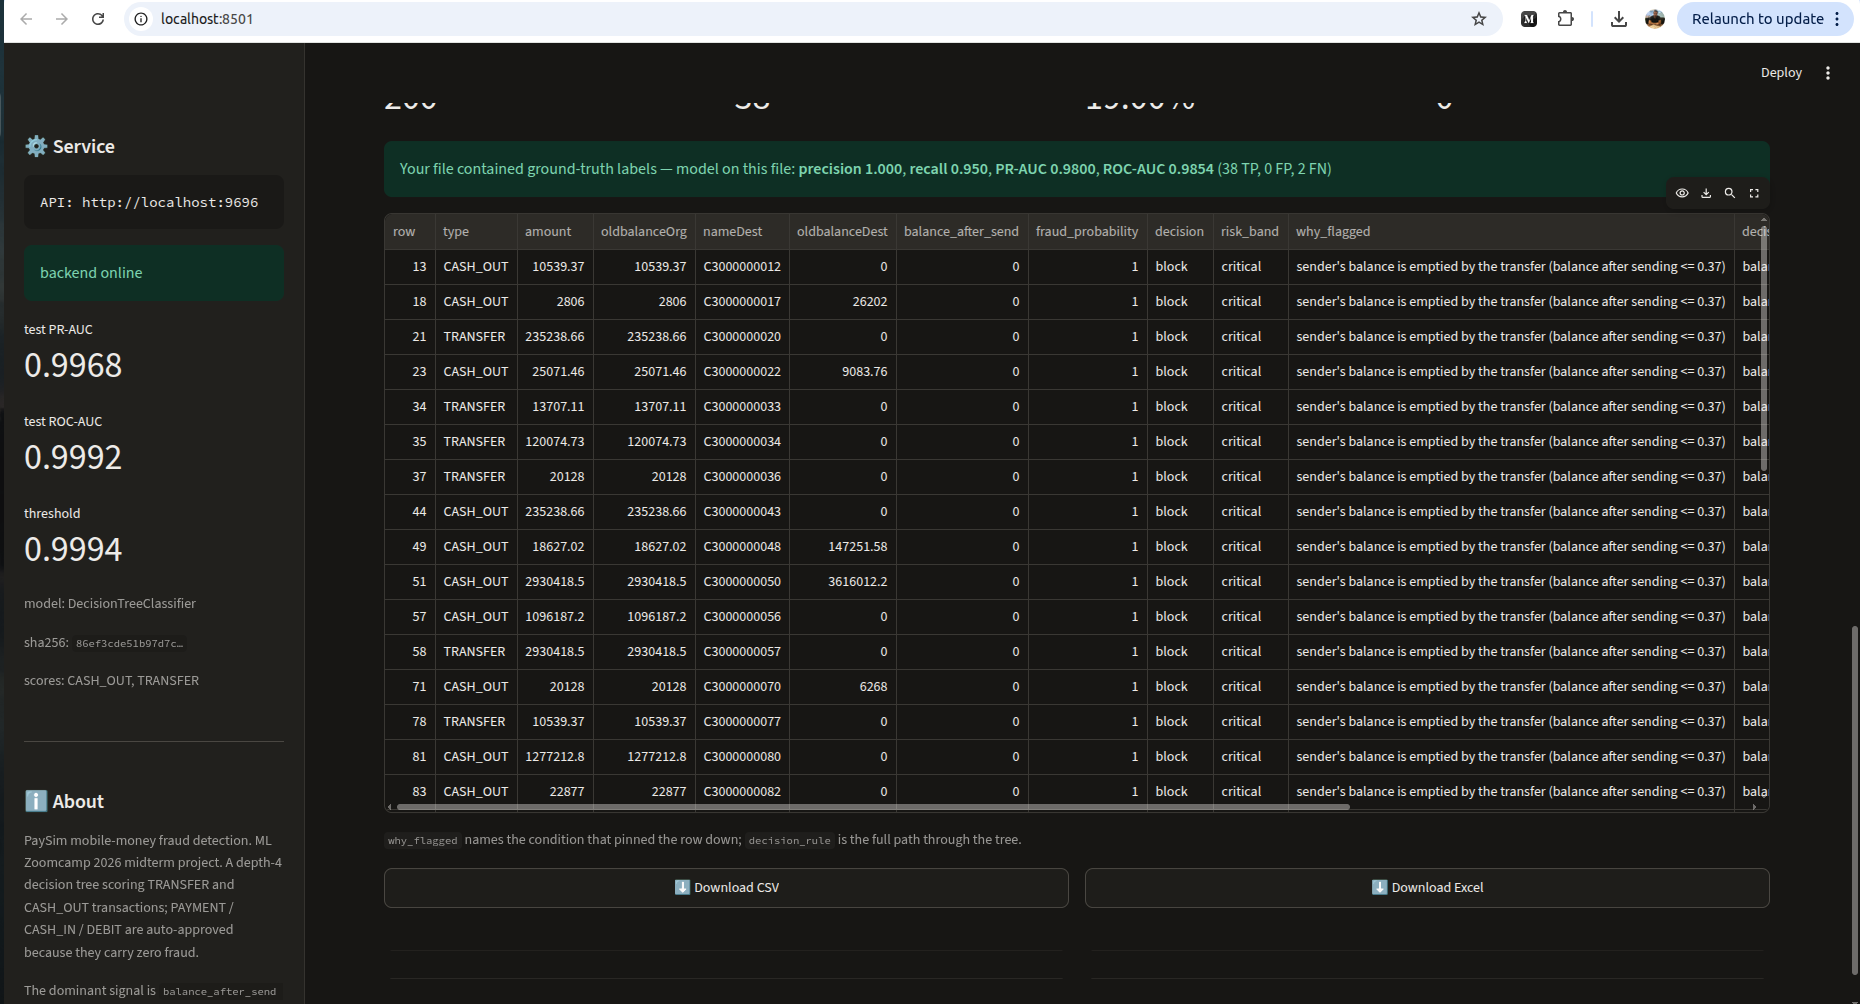 localhost:8501
M
Relaunch to update
Deploy
Service
API: http://localhost:9696
backend online
test PR-AUC
0.9968
test ROC-AUC
0.9992
threshold
0.9994
model: DecisionTreeClassifier
sha256: 86ef3cde51b97d7c…
scores: CASH_OUT, TRANSFER
About
PaySim mobile-money fraud detection. ML
Zoomcamp 2026 midterm project. A depth-4
decision tree scoring TRANSFER and
CASH_OUT transactions; PAYMENT /
CASH_IN / DEBIT are auto-approved
because they carry zero fraud.
The dominant signal is balance_after_send
200 38 19.00% 0
Your file contained ground-truth labels — model on this file: precision 1.000, recall 0.950, PR-AUC 0.9800, ROC-AUC 0.9854 (38 TP, 0 FP, 2 FN)
row type amount oldbalanceOrg nameDest oldbalanceDest balance_after_send fraud_probability decision risk_band why_flagged decis
13 CASH_OUT 10539.37 10539.37 C3000000012 0 0 1 block critical sender's balance is emptied by the transfer (balance after sending <= 0.37) bala
18 CASH_OUT 2806 2806 C3000000017 26202 0 1 block critical sender's balance is emptied by the transfer (balance after sending <= 0.37) bala
21 TRANSFER 235238.66 235238.66 C3000000020 0 0 1 block critical sender's balance is emptied by the transfer (balance after sending <= 0.37) bala
23 CASH_OUT 25071.46 25071.46 C3000000022 9083.76 0 1 block critical sender's balance is emptied by the transfer (balance after sending <= 0.37) bala
34 TRANSFER 13707.11 13707.11 C3000000033 0 0 1 block critical sender's balance is emptied by the transfer (balance after sending <= 0.37) bala
35 TRANSFER 120074.73 120074.73 C3000000034 0 0 1 block critical sender's balance is emptied by the transfer (balance after sending <= 0.37) bala
37 TRANSFER 20128 20128 C3000000036 0 0 1 block critical sender's balance is emptied by the transfer (balance after sending <= 0.37) bala
44 CASH_OUT 235238.66 235238.66 C3000000043 0 0 1 block critical sender's balance is emptied by the transfer (balance after sending <= 0.37) bala
49 CASH_OUT 18627.02 18627.02 C3000000048 147251.58 0 1 block critical sender's balance is emptied by the transfer (balance after sending <= 0.37) bala
51 CASH_OUT 2930418.5 2930418.5 C3000000050 3616012.2 0 1 block critical sender's balance is emptied by the transfer (balance after sending <= 0.37) bala
57 CASH_OUT 1096187.2 1096187.2 C3000000056 0 0 1 block critical sender's balance is emptied by the transfer (balance after sending <= 0.37) bala
58 TRANSFER 2930418.5 2930418.5 C3000000057 0 0 1 block critical sender's balance is emptied by the transfer (balance after sending <= 0.37) bala
71 CASH_OUT 20128 20128 C3000000070 6268 0 1 block critical sender's balance is emptied by the transfer (balance after sending <= 0.37) bala
78 TRANSFER 10539.37 10539.37 C3000000077 0 0 1 block critical sender's balance is emptied by the transfer (balance after sending <= 0.37) bala
81 CASH_OUT 1277212.8 1277212.8 C3000000080 0 0 1 block critical sender's balance is emptied by the transfer (balance after sending <= 0.37) bala
83 CASH_OUT 22877 22877 C3000000082 0 0 1 block critical sender's balance is emptied by the transfer (balance after sending <= 0.37) bala
why_flagged names the condition that pinned the row down; decision_rule is the full path through the tree.
Download CSV
Download Excel